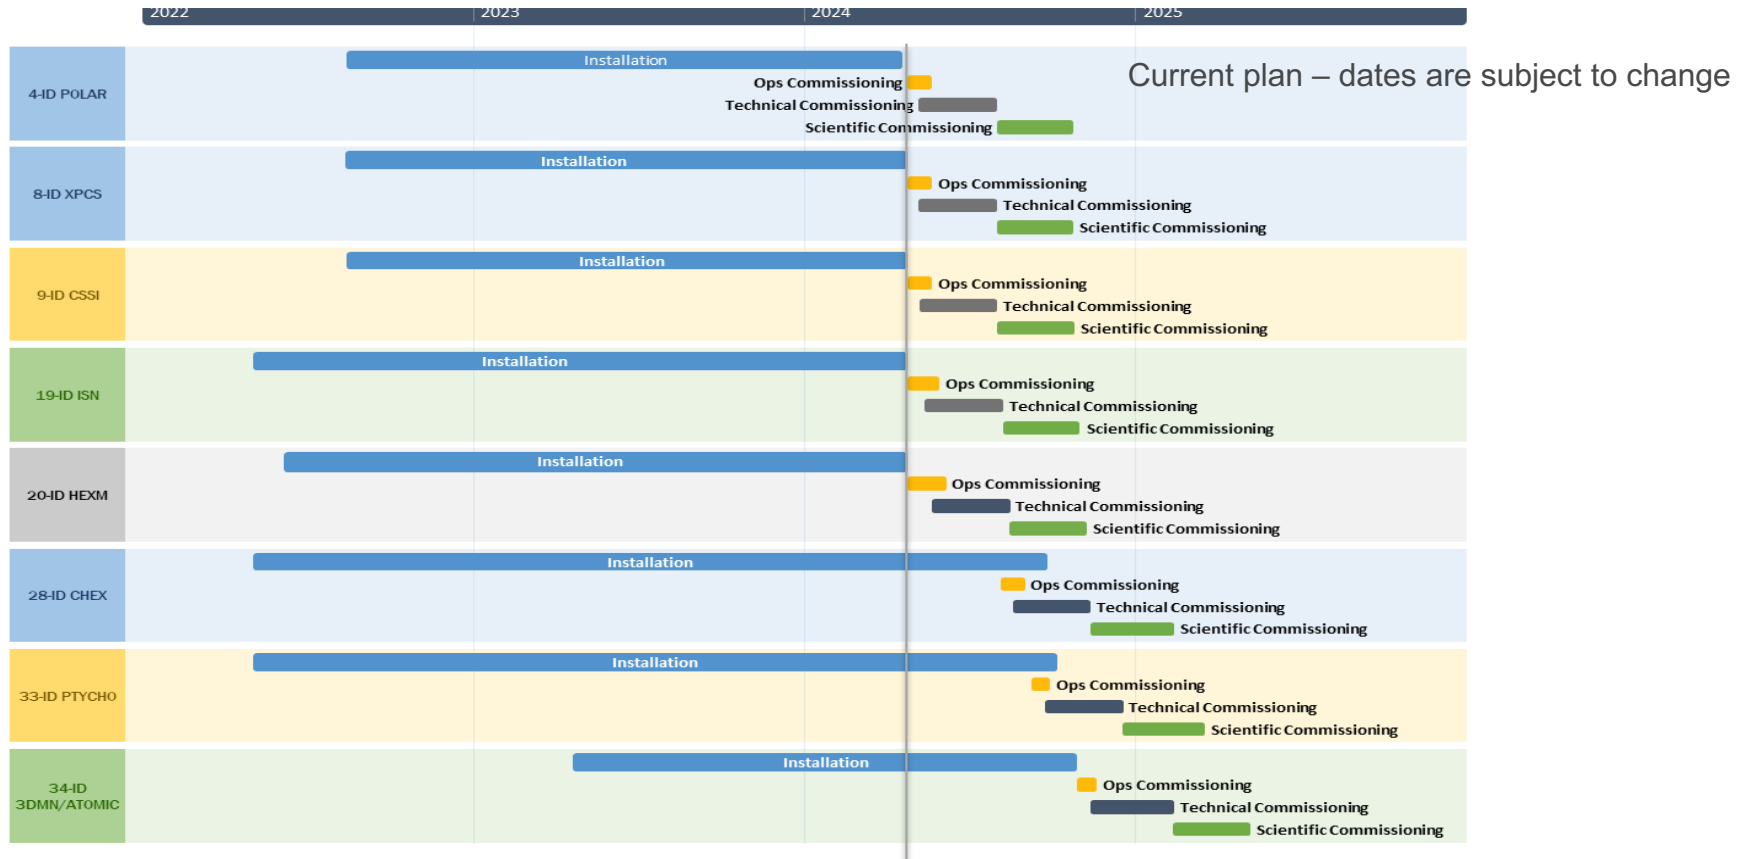 2022 2023 2024 2025
Current plan – dates are subject to change
4-ID POLAR
Installation
Ops Commissioning
Technical Commissioning
Scientific Commissioning
8-ID XPCS
Installation
Ops Commissioning
Technical Commissioning
Scientific Commissioning
9-ID CSSI
Installation
Ops Commissioning
Technical Commissioning
Scientific Commissioning
19-ID ISN
Installation
Ops Commissioning
Technical Commissioning
Scientific Commissioning
20-ID HEXM
Installation
Ops Commissioning
Technical Commissioning
Scientific Commissioning
28-ID CHEX
Installation
Ops Commissioning
Technical Commissioning
Scientific Commissioning
33-ID PTYCHO
Installation
Ops Commissioning
Technical Commissioning
Scientific Commissioning
34-ID
3DMN/ATOMIC
Installation
Ops Commissioning
Technical Commissioning
Scientific Commissioning